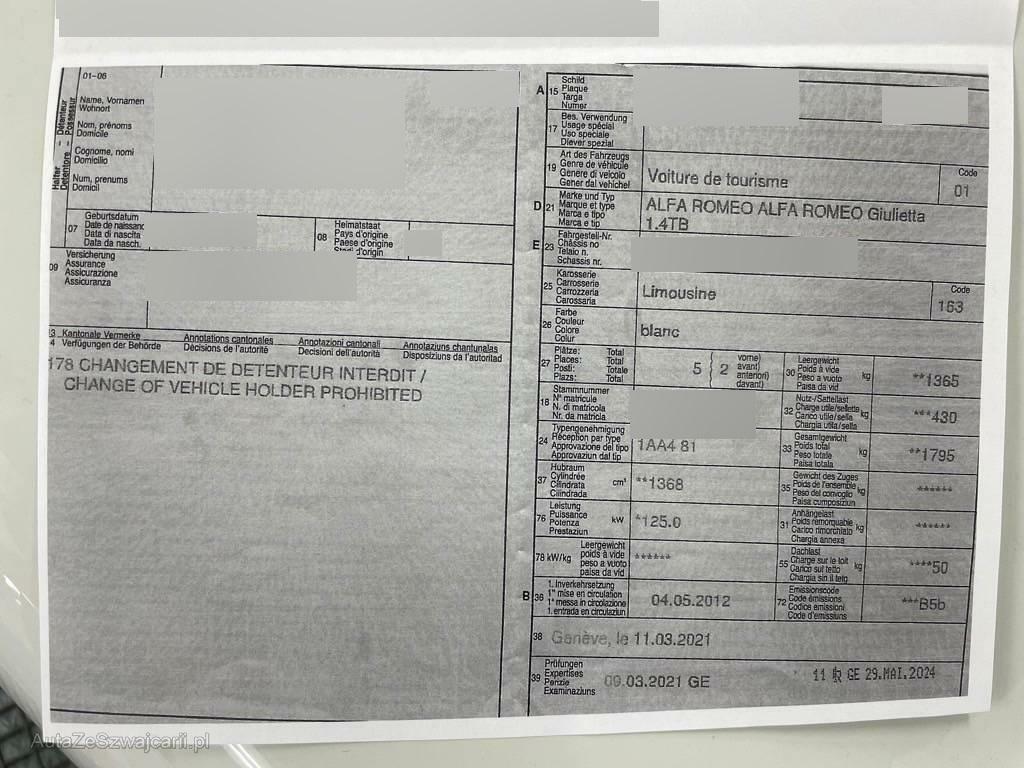 01-06
Halter - Détenteur
Detentore - Possessur
Name, Vornamen
Wohnort
Nom, prénoms
Domicile
Cognome, nomi
Domicilio
Num, prenums
Domicil
07
Geburtsdatum
Date de naissanc
Data di nascita
Data da nasch.
08
Heimatstaat
Pays d'origine
Paese d'origine
d'origin
09
Versicherung
Assurance
Assicurazione
Assicuranza
3 Kantonale Vermerke Annotations cantonales Annotazioni cantonali Annotaziuns chantunalas
4 Verfügungen der Behörde Décisions de l'autorité Decisioni dell'autorità Disposiziuns da l'autoritad
178 CHANGEMENT DE DETENTEUR INTERDIT /
CHANGE OF VEHICLE HOLDER PROHIBITED
A 15
Schild
Plaque
Targa
Numer
17
Bes. Verwendung
Usage spécial
Uso speciale
Diever spezial
19
Art des Fahrzeugs
Genre de véhicule
Genere di veicolo
Gener dal vehichel
Voiture de tourisme
Code
01
D 21
Marke und Typ
Marque et type
Marca e tipo
Marca e tip
ALFA ROMEO ALFA ROMEO Giulietta
1.4TB
E 23
Fahrgestell-Nr.
Châssis no
Telaio n.
Schassis nr.
25
Karosserie
Carrosserie
Carrozzeria
Carossaria
Limousine
Code
163
26
Farbe
Couleur
Colore
Colur
blanc
27
Plätze: Total
Places: Total
Posti: Totale
Plazs: Total
5 { 2
vorne)
avant)
anteriori)
davant)
30
Leergewicht
Poids à vide
Peso a vuoto
Paisa da vid
kg
**1365
18
Stammnummer
N° matricule
N. di matricola
Nr. da matricla
32
Nutz-/Sattellast
Charge utile/sellette
Carico utile/sella
Chargia utila/sella
kg
***430
24
Typengenehmigung
Réception par type
Approvazione del tipo
Approvaziun dal tip
1AA4 81
33
Gesamtgewicht
Poids total
Peso totale
Paisa totala
kg
**1795
37
Hubraum
Cylindrée
Cilindrata
Cilindrada
cm³
**1368
35
Gewicht des Zuges
Poids de l'ensemble
Peso del convoglio
Paisa cumposiziun
kg
******
76
Leistung
Puissance
Potenza
Prestaziun
kW
*125.0
31
Anhängelast
Poids remorquable
Carico rimorchiato
Chargia annexa
kg
******
78 kW/kg
Leergewicht
poids à vide
peso a vuoto
paisa da vid
******
55
Dachlast
Charge sur le toit
Carico sul tetto
Chargia sin il tetg
kg
****50
B 36
1. Inverkehrsetzung
1re mise en circulation
1a messa in circolazione
1. entrada en circulaziun
04.05.2012
72
Emissionscode
Code émissions
Codice emissioni
Code d'emissiuns
***B5b
38
Genève, le 11.03.2021
39
Prüfungen
Expertises
Perizie
Examinaziuns
09.03.2021 GE
11 GE 29.MAI.2024
AutaZeSzwajcarii.pl